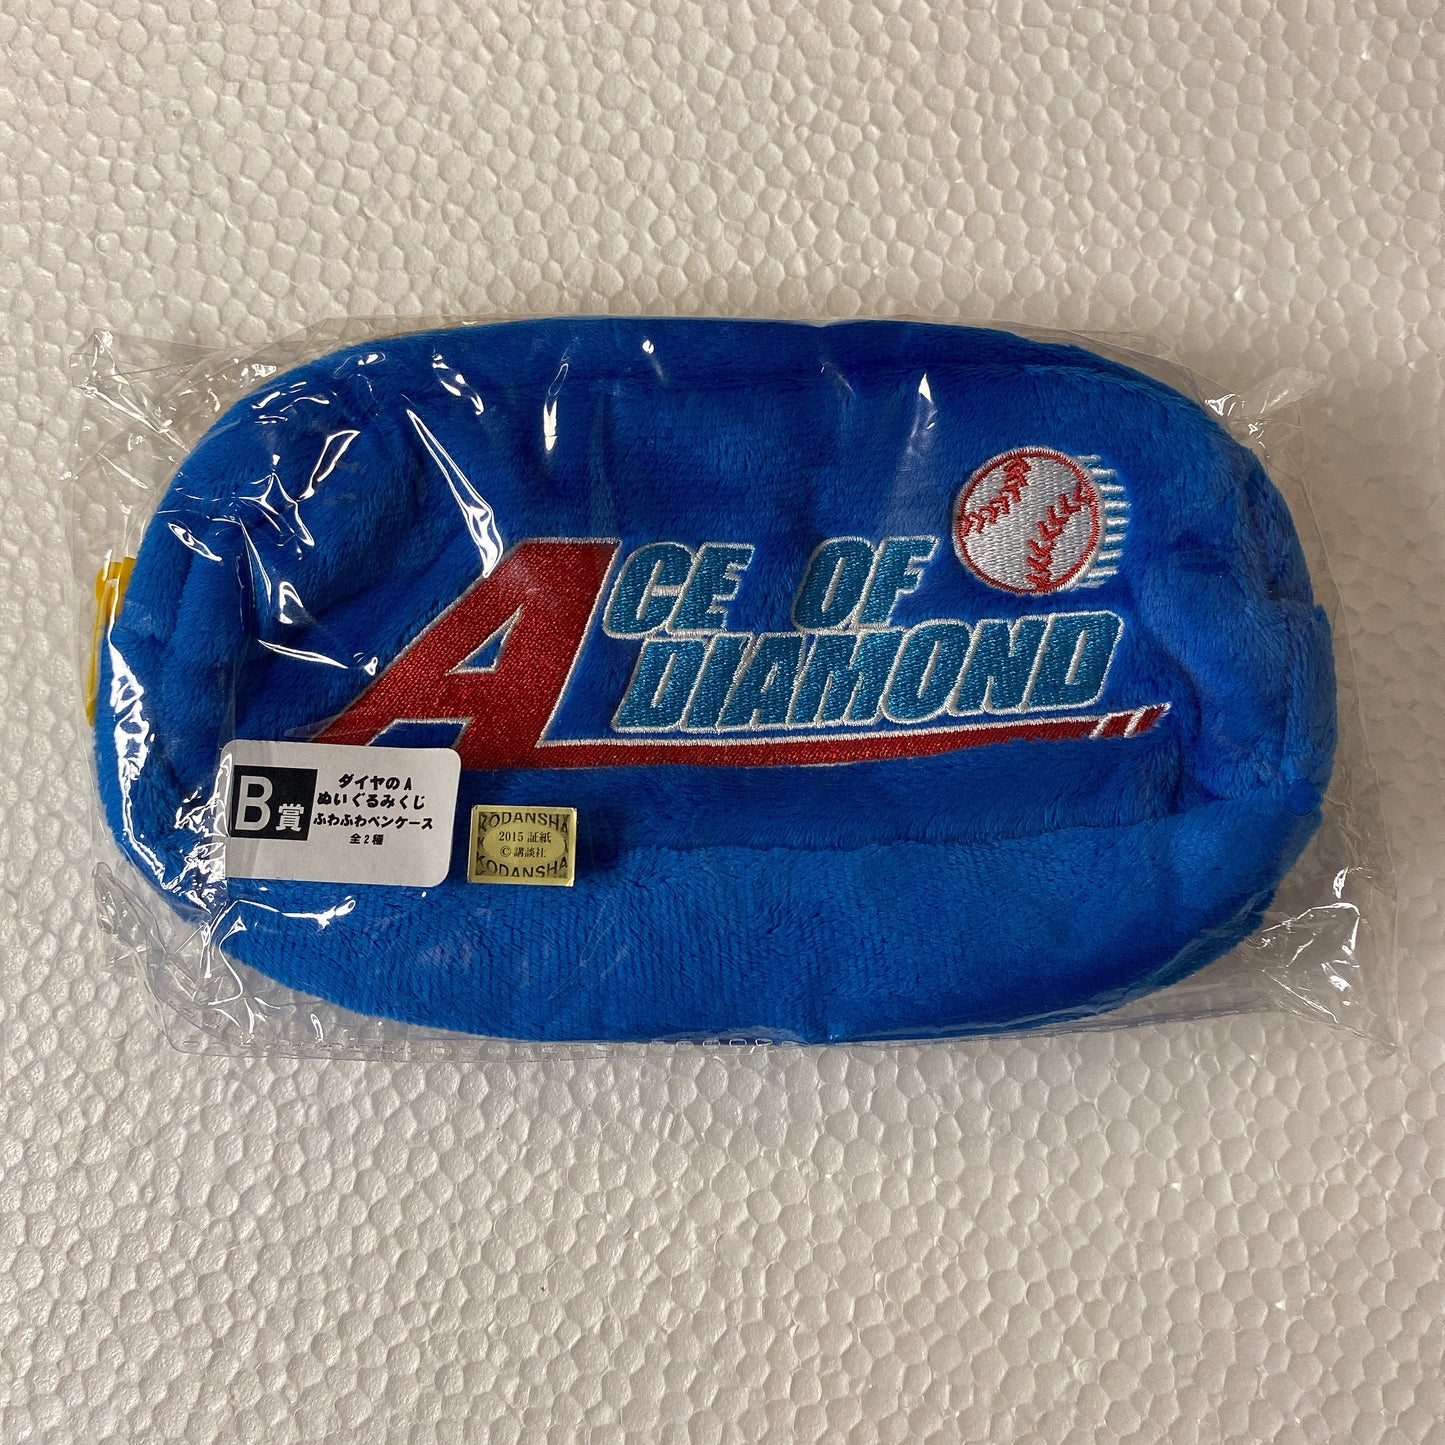 ACE OF
DIAMOND
B賞
ダイヤのA
ぬいぐるみくじ
ふわふわペンケース
全2種
KODANSHA
2015 証紙
©講談社
KODANSHA